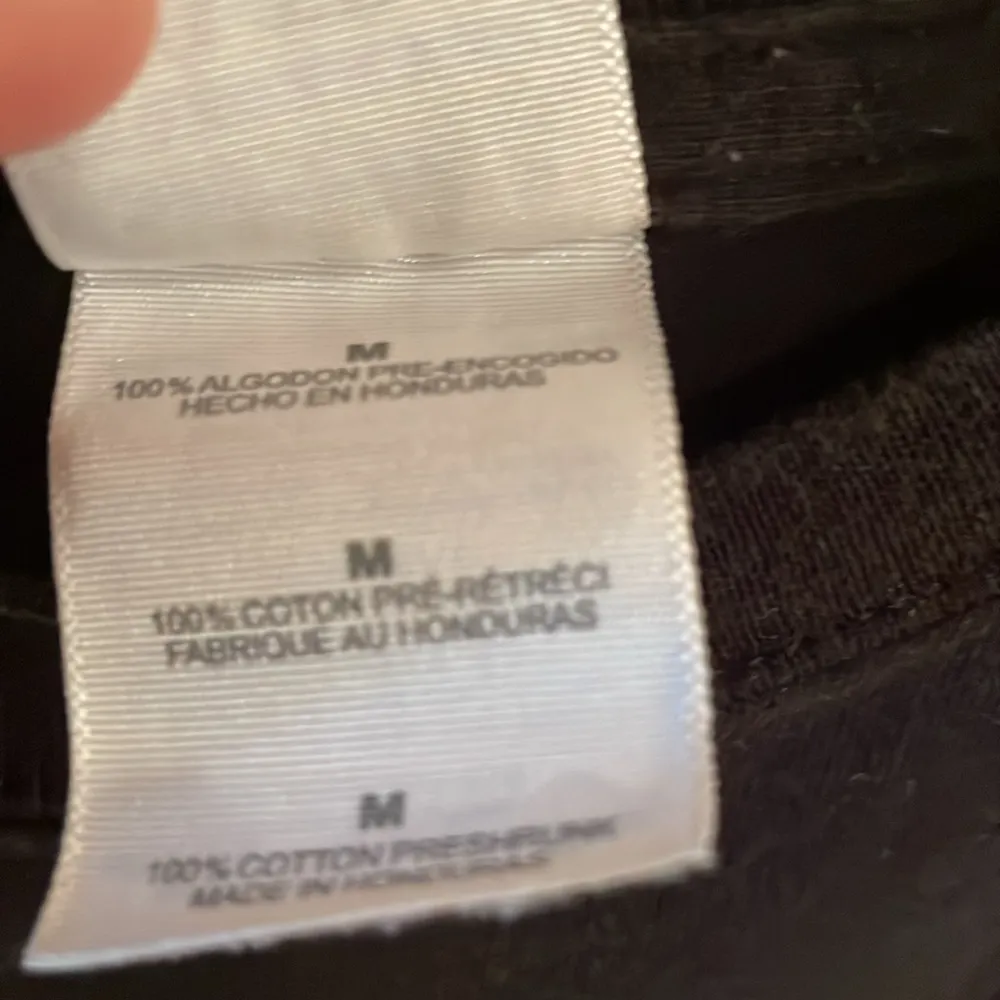 M
100% ALGODON PRE-ENCOGIDO
HECHO EN HONDURAS
M
100% COTON PRÉ-RÉTRÉCI
FABRIQUE AU HONDURAS
M
100% COTTON PRESHRUNK
MADE IN HONDURAS